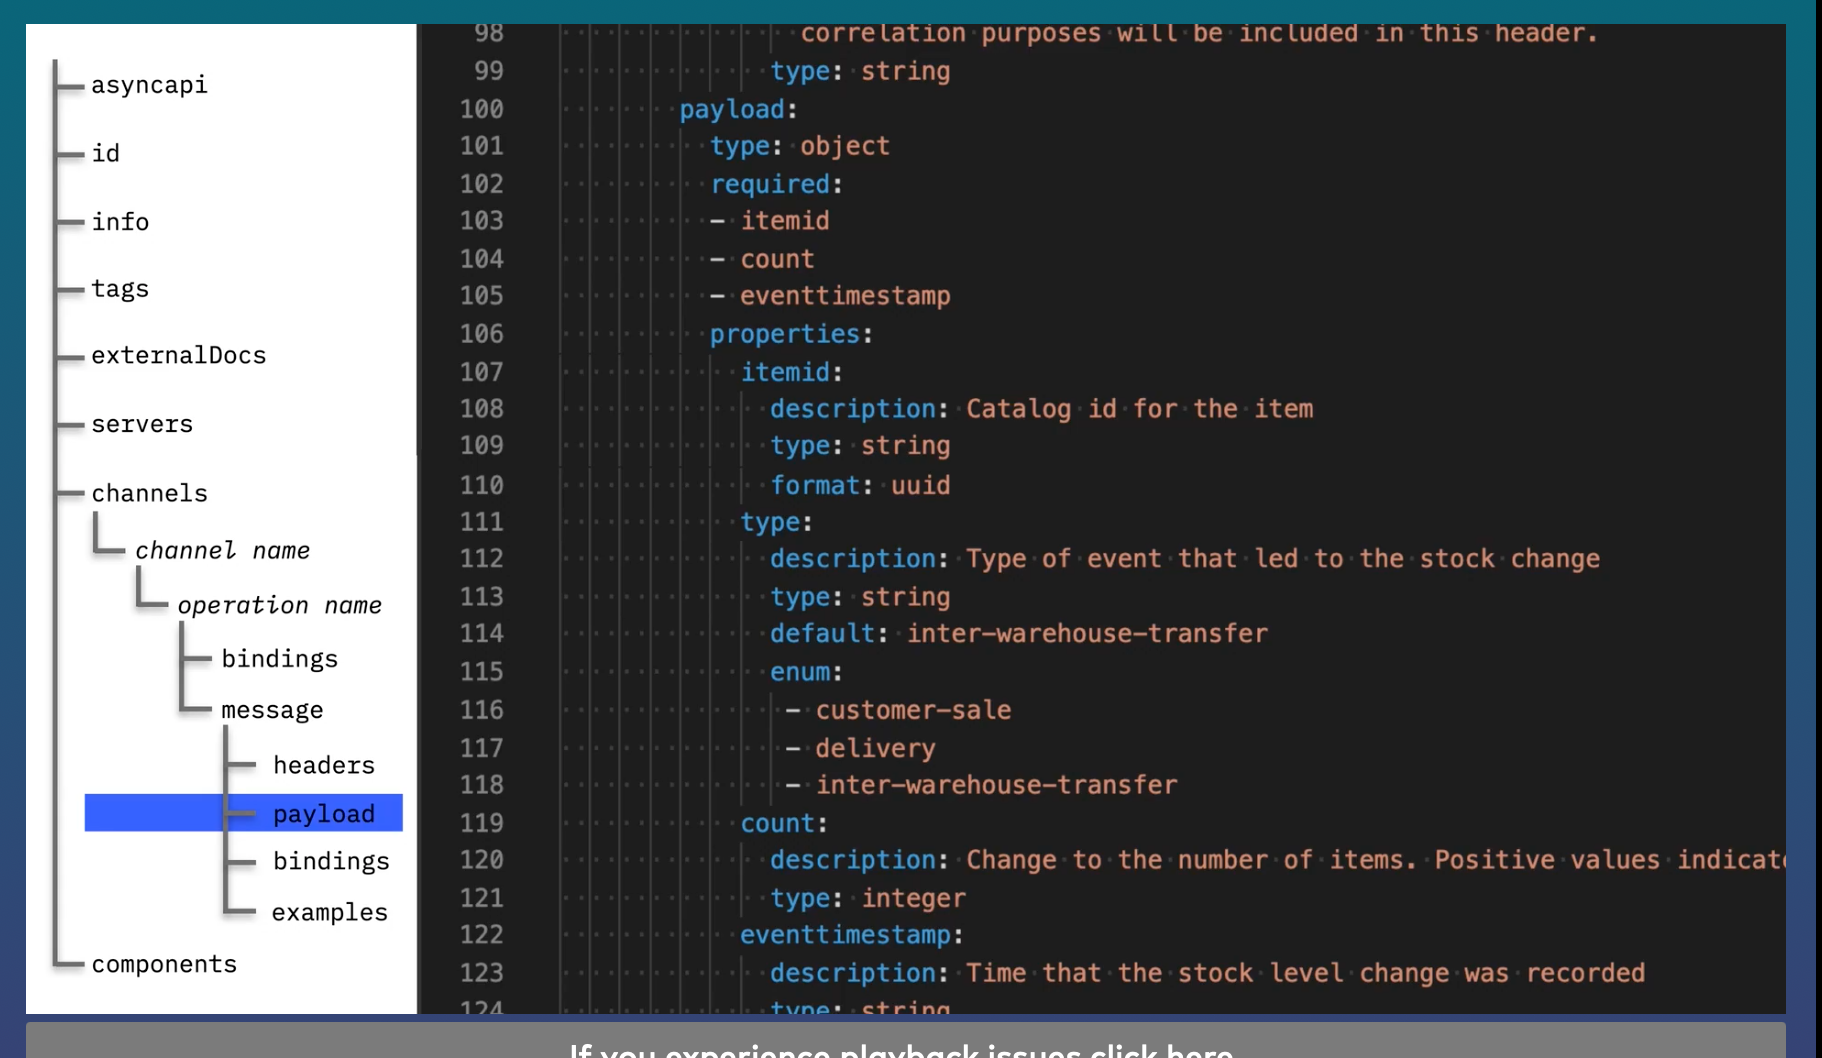 asyncapi
id
info
tags
externalDocs
servers
channels
channel name
operation name
bindings
message
headers
payload
bindings
examples
components
98 correlation purposes will be included in this header.
99 type: string
100 payload:
101 type: object
102 required:
103 - itemid
104 - count
105 - eventtimestamp
106 properties:
107 itemid:
108 description: Catalog id for the item
109 type: string
110 format: uuid
111 type:
112 description: Type of event that led to the stock change
113 type: string
114 default: inter-warehouse-transfer
115 enum:
116 - customer-sale
117 - delivery
118 - inter-warehouse-transfer
119 count:
120 description: Change to the number of items. Positive values indicat
121 type: integer
122 eventtimestamp:
123 description: Time that the stock level change was recorded
124 type: string
If you experience playback issues click here